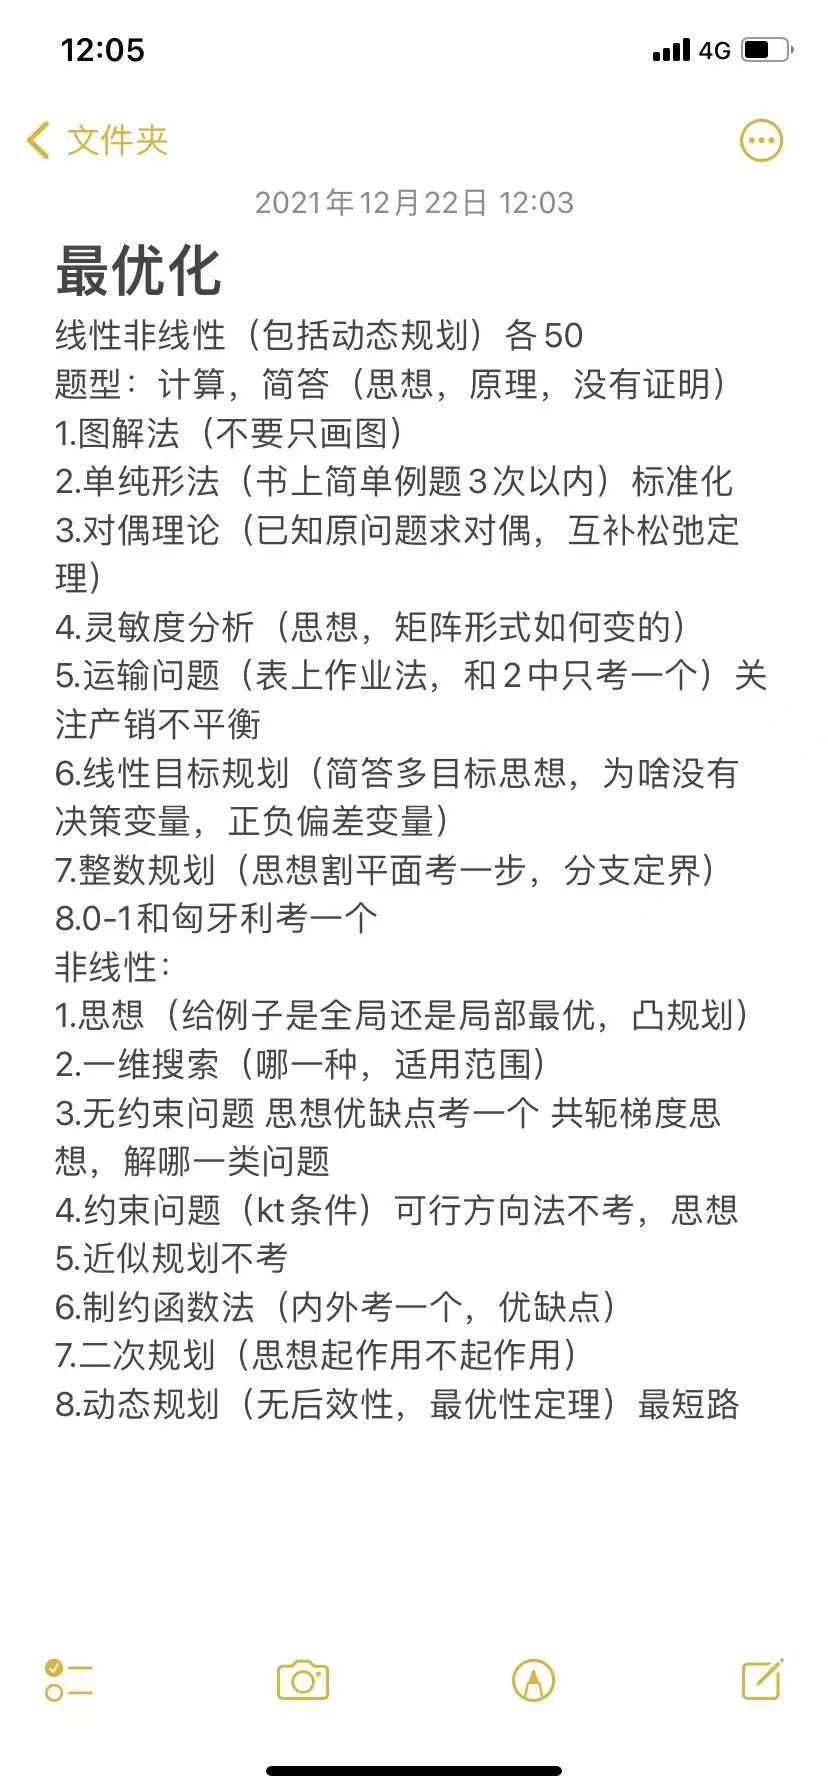 12:05
4G
文件夹
2021年12月22日 12:03
最优化
线性非线性（包括动态规划）各50
题型：计算，简答（思想，原理，没有证明）
1.图解法（不要只画图）
2.单纯形法（书上简单例题3次以内）标准化
3.对偶理论（已知原问题求对偶，互补松弛定
理）
4.灵敏度分析（思想，矩阵形式如何变的）
5.运输问题（表上作业法，和2中只考一个）关
注产销不平衡
6.线性目标规划（简答多目标思想，为啥没有
决策变量，正负偏差变量）
7.整数规划（思想割平面考一步，分支定界）
8.0-1和匈牙利考一个
非线性：
1.思想（给例子是全局还是局部最优，凸规划）
2.一维搜索（哪一种，适用范围）
3.无约束问题 思想优缺点考一个 共轭梯度思
想，解哪一类问题
4.约束问题（kt条件）可行方向法不考，思想
5.近似规划不考
6.制约函数法（内外考一个，优缺点）
7.二次规划（思想起作用不起作用）
8.动态规划（无后效性，最优性定理）最短路